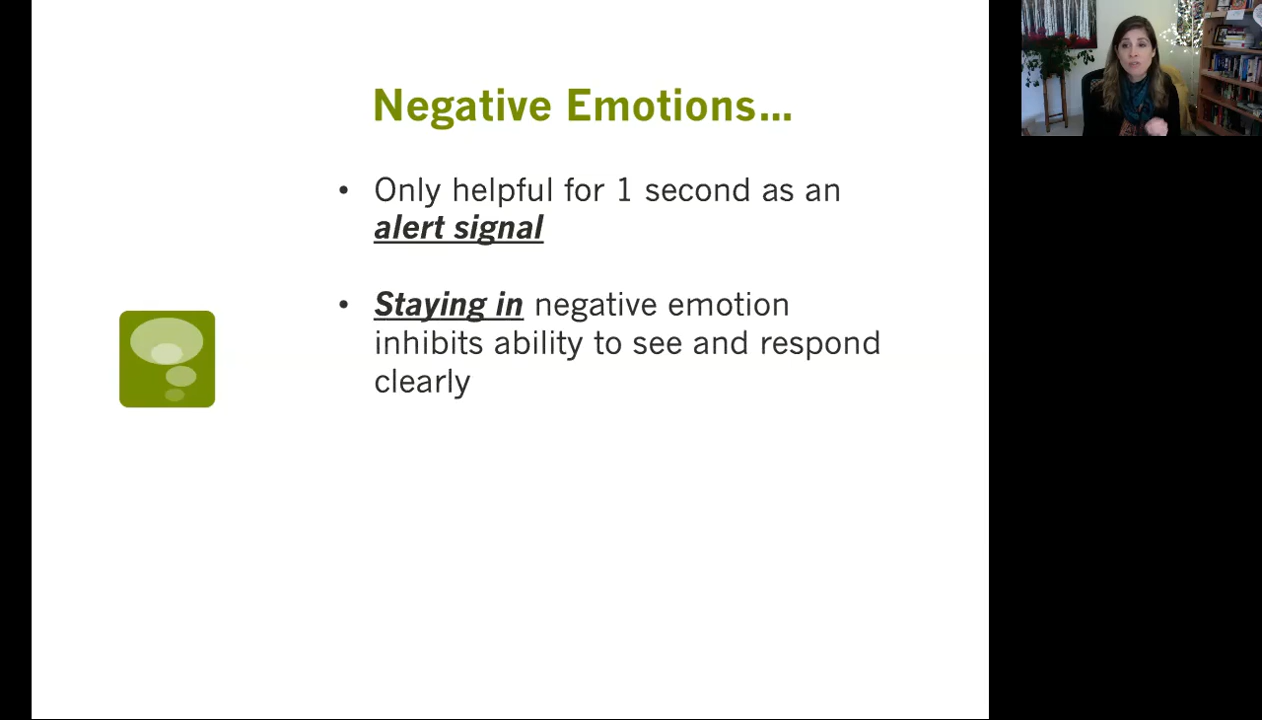 Negative Emotions...
• Only helpful for 1 second as an
alert signal
• Staying in negative emotion
inhibits ability to see and respond
clearly